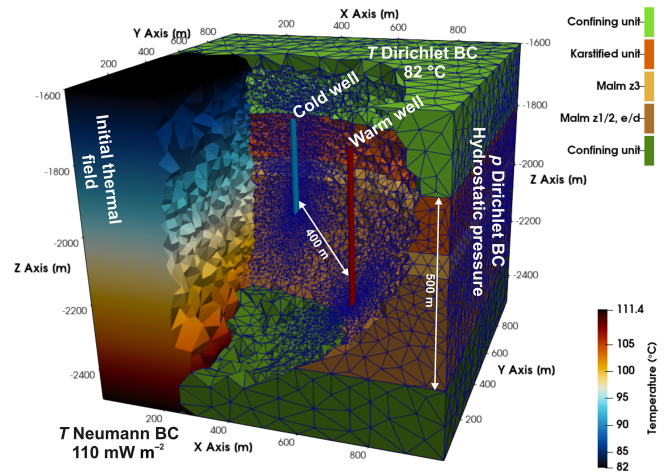 X Axis (m)
200
400
600
800
Y Axis (m)
200
400
600
800
-1600
-1800
-2000
-2200
-2400
Z Axis (m)
-1600
-1800
-2000
-2200
-2400
Z Axis (m)
T Dirichlet BC
82 °C
Cold well
Warm well
Initial thermal
field
p Dirichlet BC
Hydrostatic pressure
400 m
500 m
800
600
400
200
Y Axis (m)
200
400
600
800
X Axis (m)
T Neumann BC
110 mW m⁻²
Confining unit
Karstified unit
Malm z3
Malm z1/2, e/d
Confining unit
111.4
105
100
95
90
85
82
Temperature (°C)